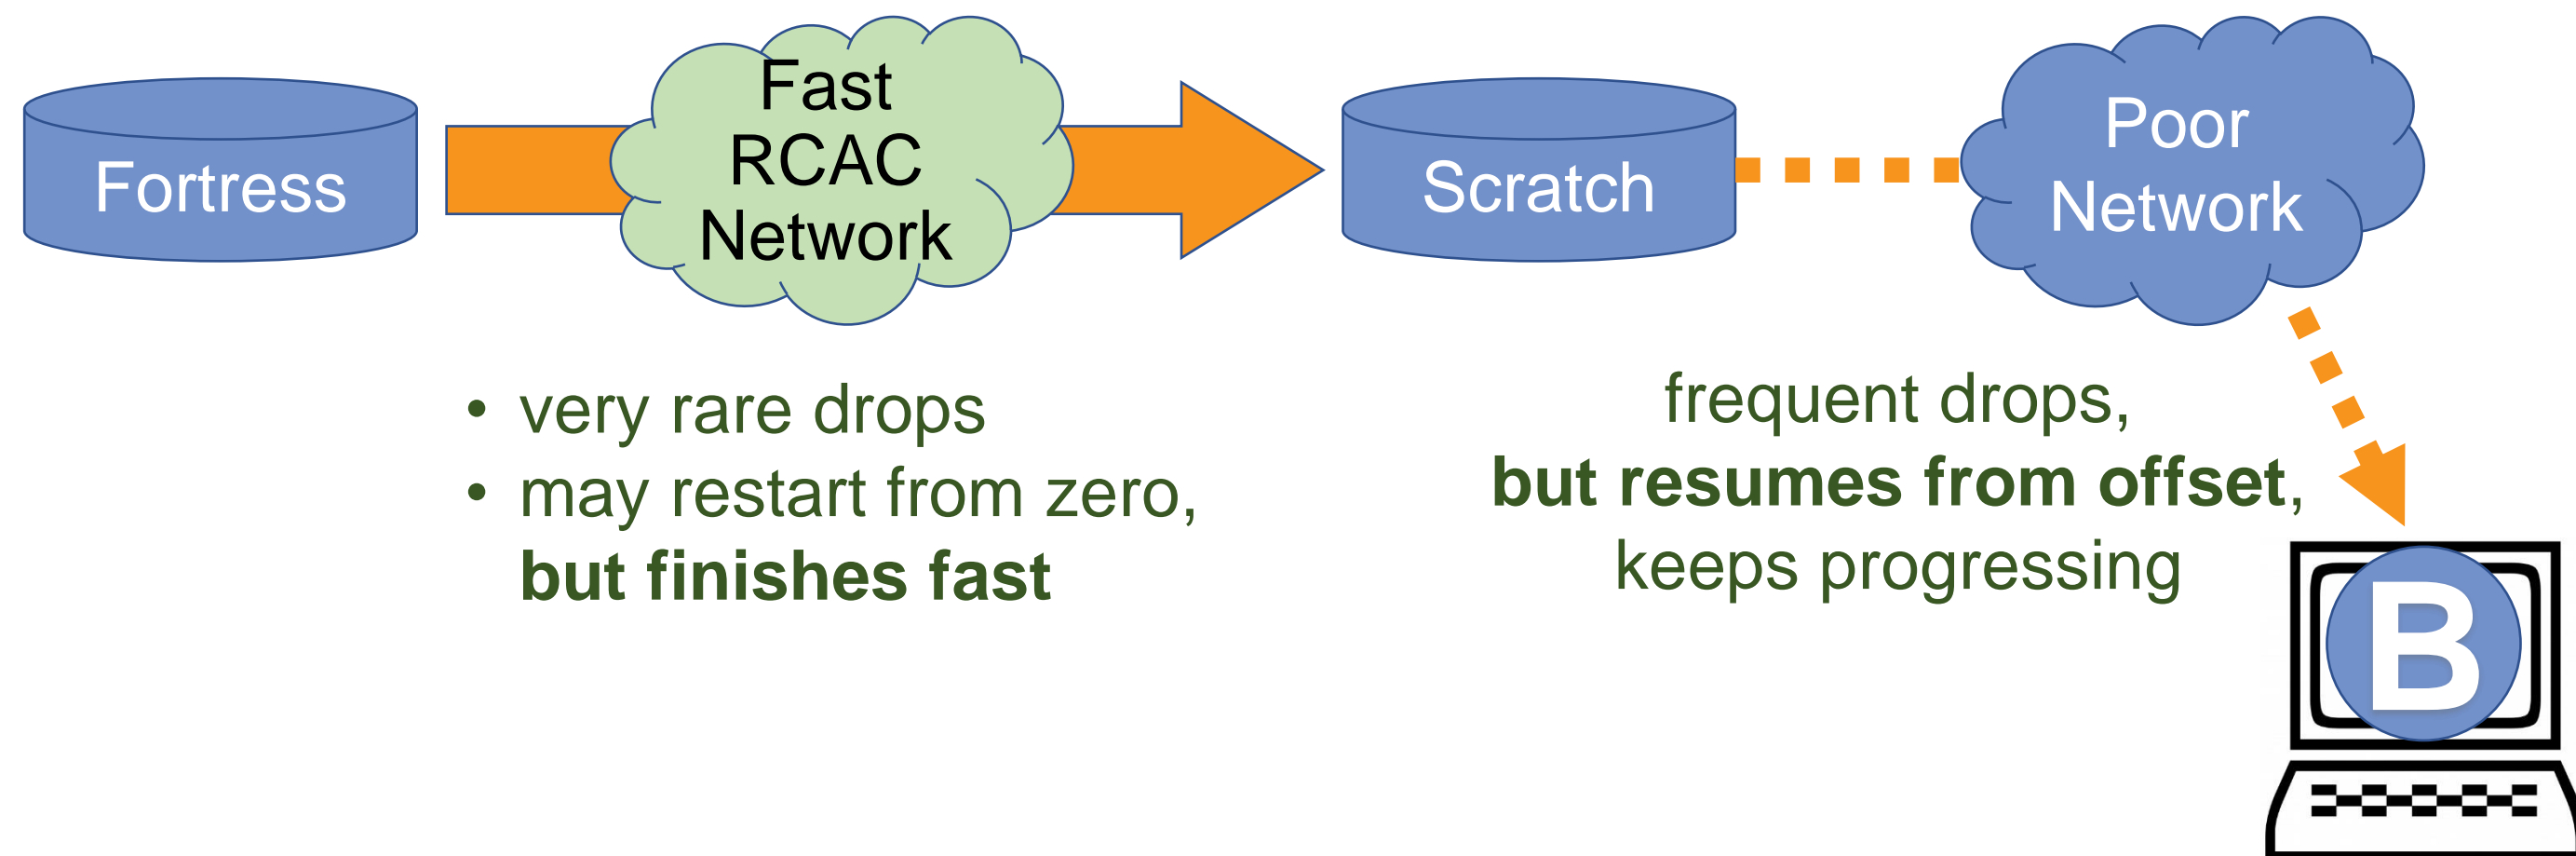 Fortress
Fast
RCAC
Network
Scratch
Poor
Network
• very rare drops
• may restart from zero,
but finishes fast
frequent drops,
but resumes from offset,
keeps progressing
B